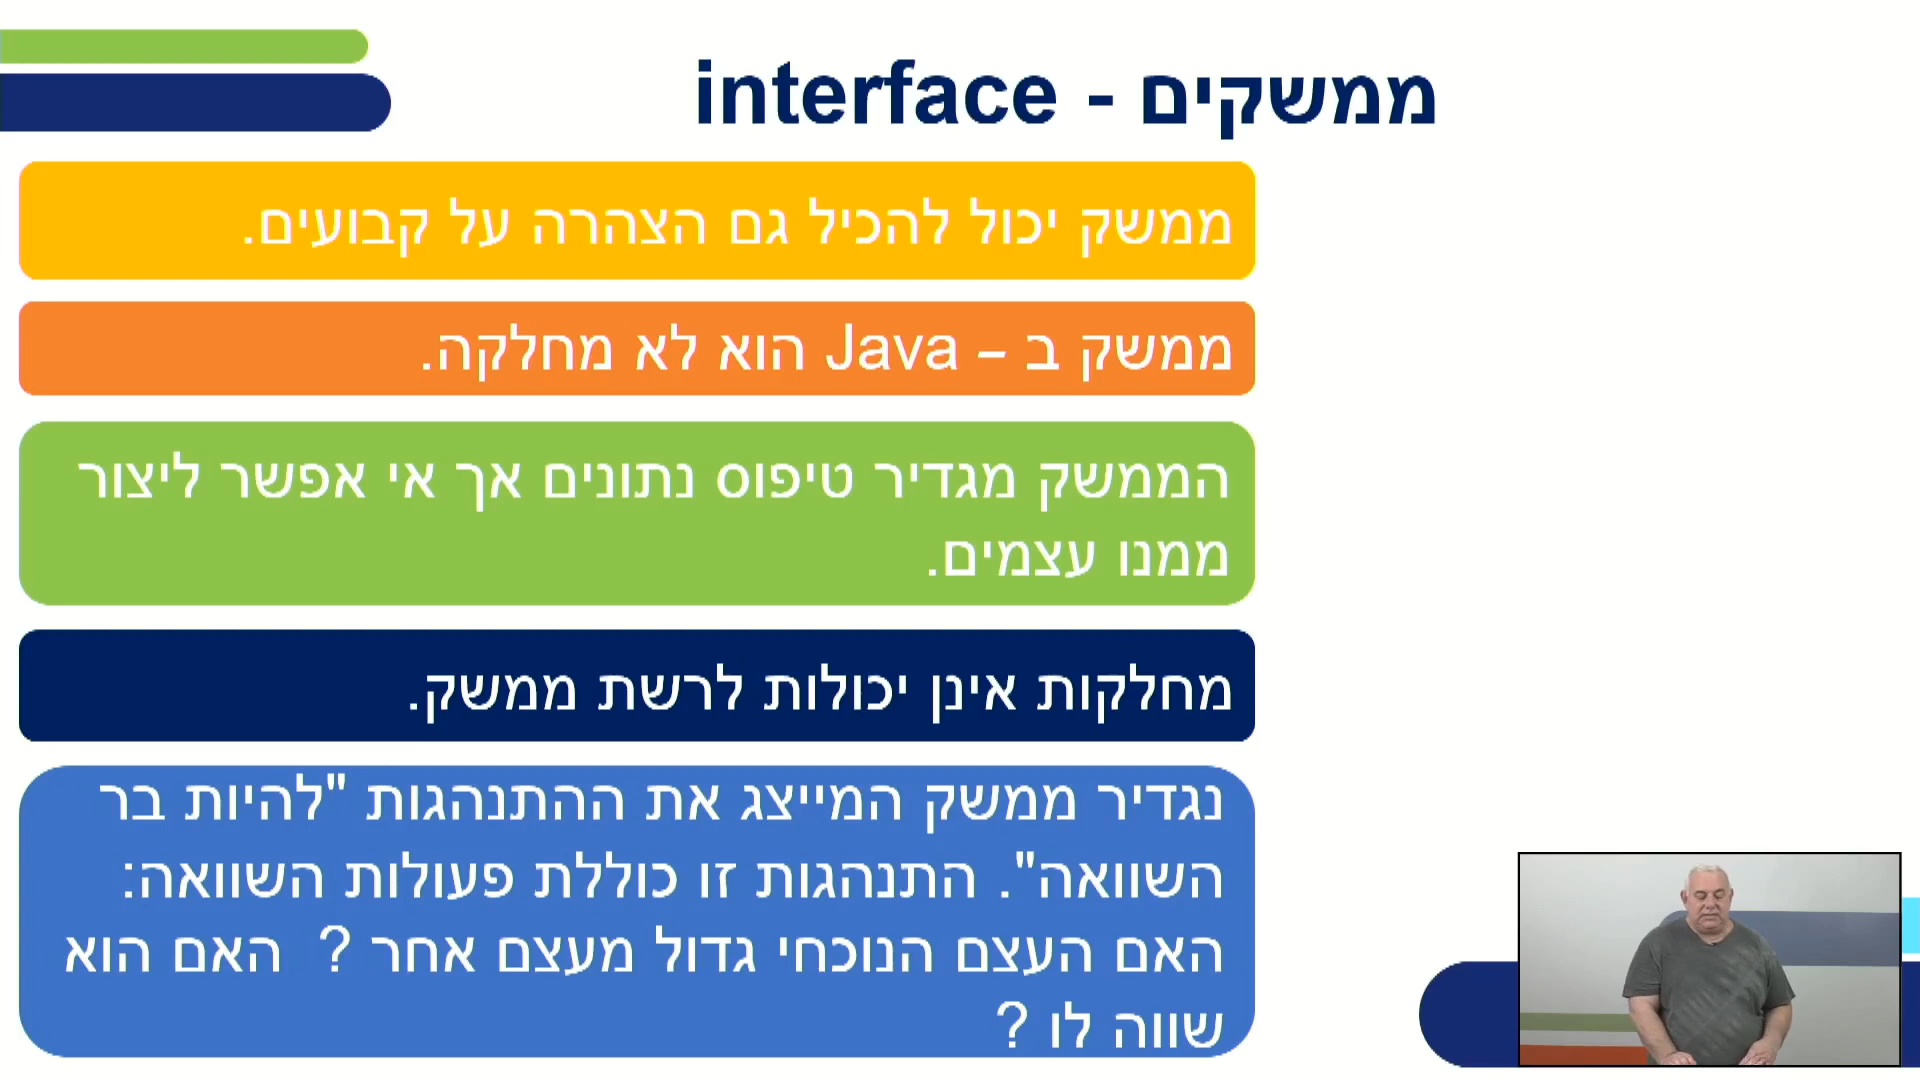 ממשקים - interface
ממשק יכול להכיל גם הצהרה על קבועים.
ממשק ב – Java הוא לא מחלקה.
הממשק מגדיר טיפוס נתונים אך אי אפשר ליצור
ממנו עצמים.
מחלקות אינן יכולות לרשת ממשק.
נגדיר ממשק המייצג את ההתנהגות "להיות בר
השוואה". התנהגות זו כוללת פעולות השוואה:
האם העצם הנוכחי גדול מעצם אחר ? האם הוא
שווה לו ?